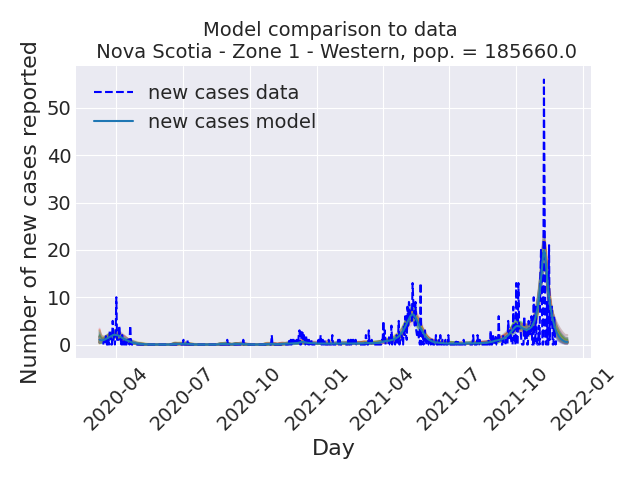 Model comparison to data
Nova Scotia - Zone 1 - Western, pop. = 185660.0
new cases data
new cases model
Number of new cases reported
50
40
30
20
10
0
2020-04
2020-07
2020-10
2021-01
2021-04
2021-07
2021-10
2022-01
Day